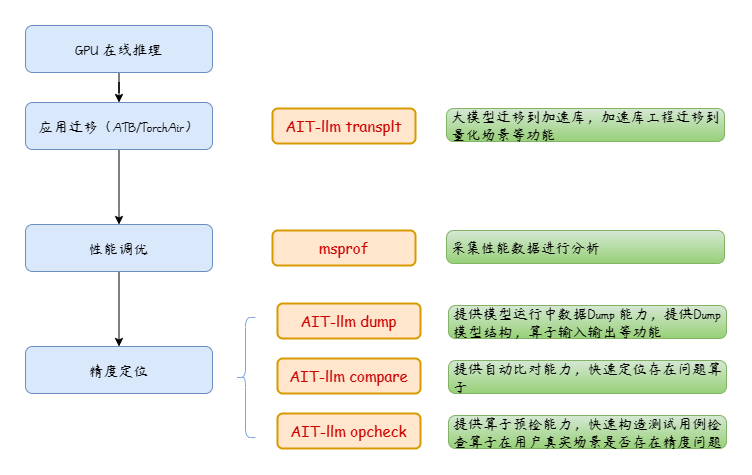 GPU 在线推理
应用迁移（ATB/TorchAir）
AIT-llm transplt
大模型迁移到加速库，加速库工程迁移到
量化场景等功能
性能调优
msprof
采集性能数据进行分析
精度定位
AIT-llm dump
提供模型运行中数据Dump 能力，提供Dump
模型结构，算子输入输出等功能
AIT-llm compare
提供自动比对能力，快速定位存在问题算
子
AIT-llm opcheck
提供算子预检能力，快速构造测试用例检
查算子在用户真实场景是否存在精度问题